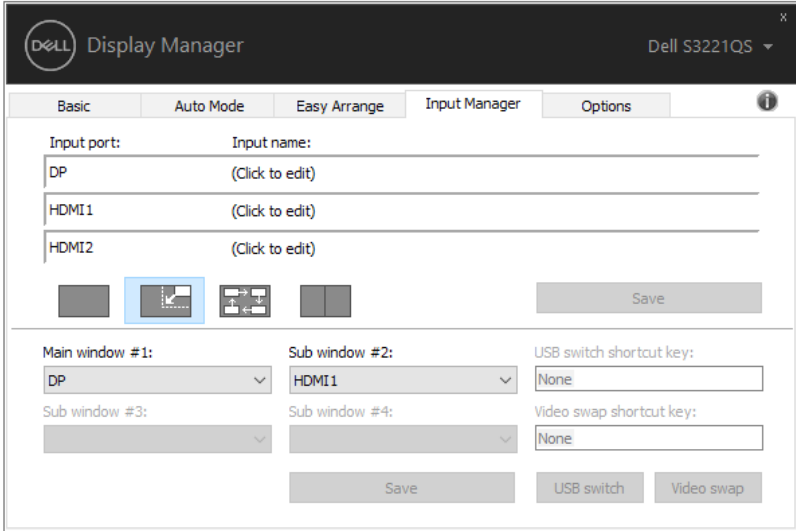 x
DELL Display Manager Dell S3221QS
Basic Auto Mode Easy Arrange Input Manager Options i
Input port: Input name:
DP (Click to edit)
HDMI1 (Click to edit)
HDMI2 (Click to edit)
Save
Main window #1: Sub window #2: USB switch shortcut key:
DP HDMI1 None
Sub window #3: Sub window #4: Video swap shortcut key:
None
Save USB switch Video swap